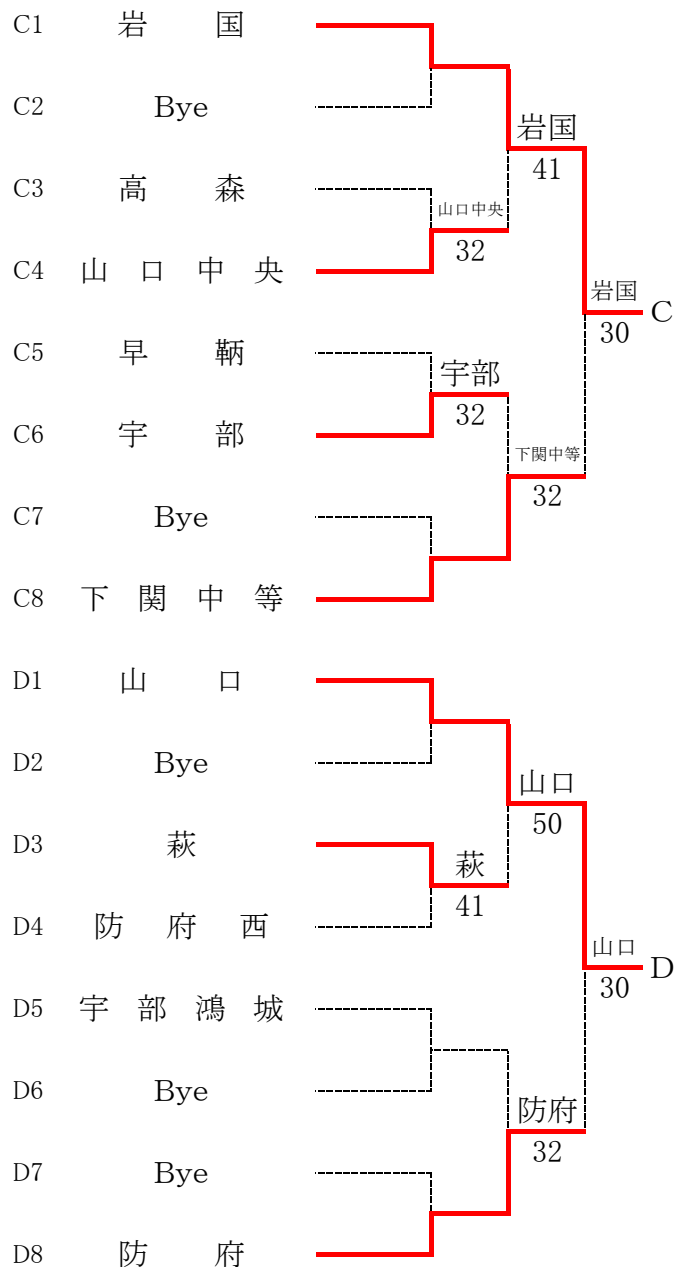 C1 岩国
C2 Bye
岩国
41
C3 高森
山口中央
32
C4 山口中央
岩国
30
C
C5 早鞆
宇部
32
C6 宇部
下関中等
32
C7 Bye
C8 下関中等
D1 山口
D2 Bye
山口
50
D3 萩
萩
41
D4 防府西
山口
30
D
D5 宇部鴻城
D6 Bye
防府
32
D7 Bye
D8 防府